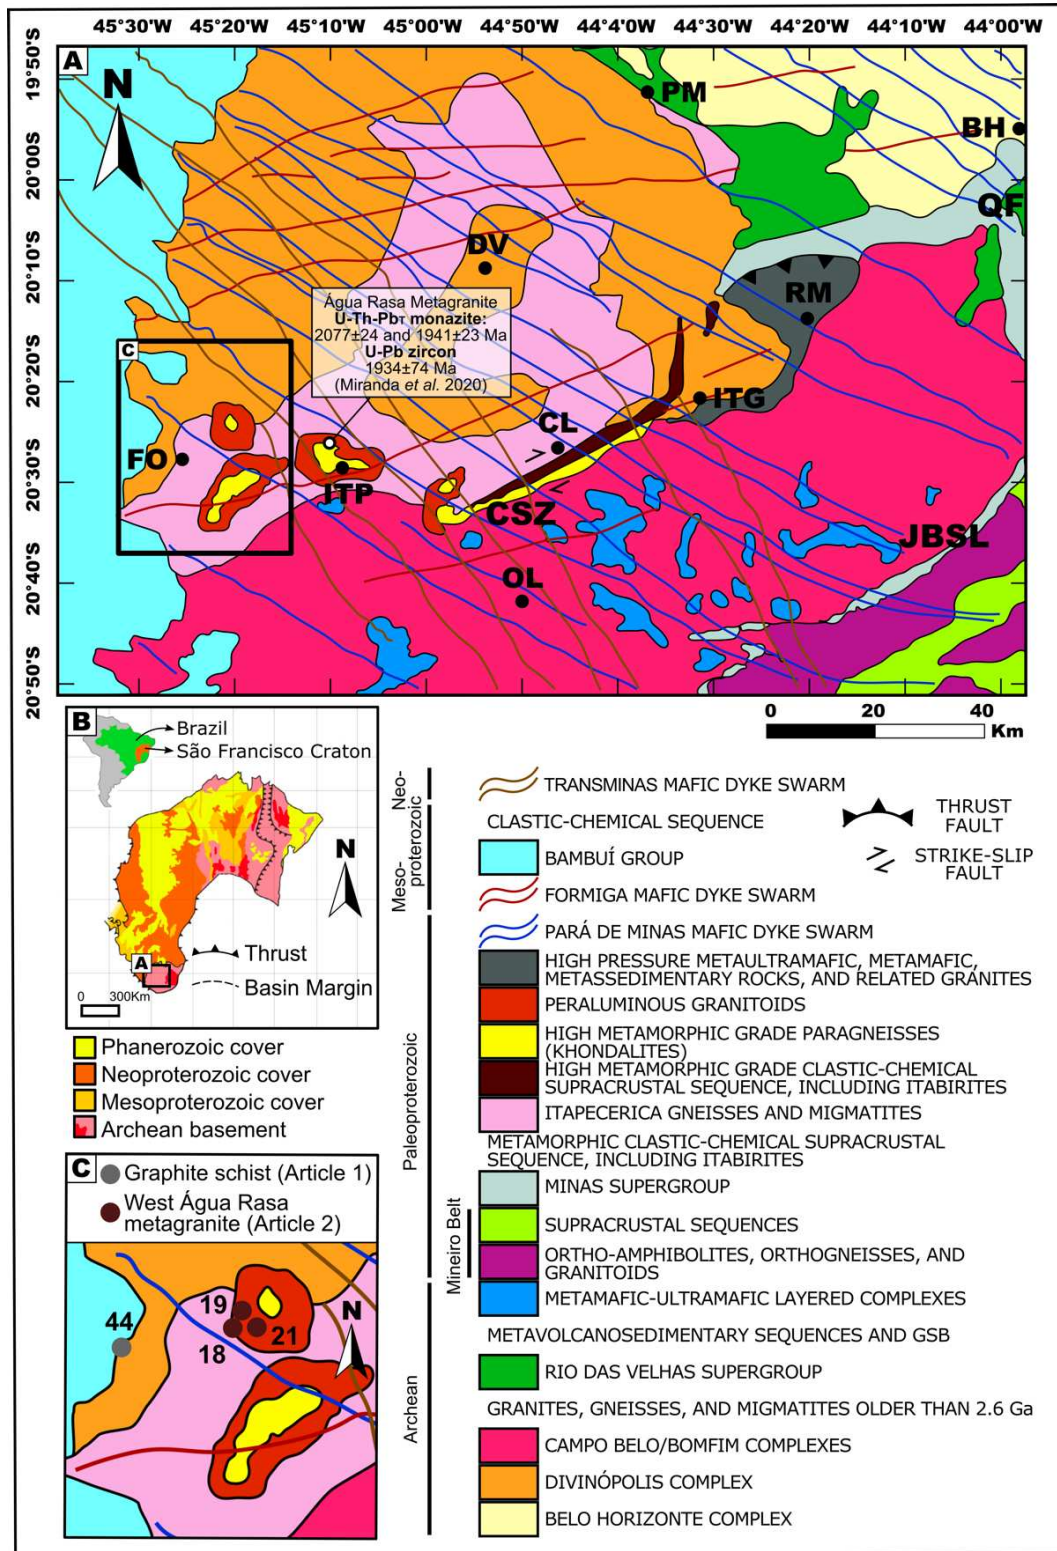 45°30'W 45°20'W 45°10'W 45°00'W 44°50'W 44°40'W 44°30'W 44°20'W 44°10'W 44°00'W
19°50'S
20°00'S
20°10'S
20°20'S
20°30'S
20°40'S
20°50'S
A
N
PM
BH
QF
DV
RM
Água Rasa Metagranite
U-Th-PbT monazite:
2077±24 and 1941±23 Ma
U-Pb zircon
1934±74 Ma
(Miranda et al. 2020)
C
ITG
CL
FO
ITP
CSZ
JBSL
OL
0 20 40
Km
B
Brazil
São Francisco Craton
N
A
Thrust
Basin Margin
0 300Km
Phanerozoic cover
Neoproterozoic cover
Mesoproterozoic cover
Archean basement
C
Graphite schist (Article 1)
West Água Rasa
metagranite (Article 2)
44
19
21
18
N
Neo-
Meso-
proterozoic
Paleoproterozoic
Mineiro Belt
Archean
TRANSMINAS MAFIC DYKE SWARM
CLASTIC-CHEMICAL SEQUENCE
BAMBUÍ GROUP
FORMIGA MAFIC DYKE SWARM
PARÁ DE MINAS MAFIC DYKE SWARM
HIGH PRESSURE METAULTRAMAFIC, METAMAFIC,
METASSEDIMENTARY ROCKS, AND RELATED GRANITES
PERALUMINOUS GRANITOIDS
HIGH METAMORPHIC GRADE PARAGNEISSES
(KHONDALITES)
HIGH METAMORPHIC GRADE CLASTIC-CHEMICAL
SUPRACRUSTAL SEQUENCE, INCLUDING ITABIRITES
ITAPECERICA GNEISSES AND MIGMATITES
METAMORPHIC CLASTIC-CHEMICAL SUPRACRUSTAL
SEQUENCE, INCLUDING ITABIRITES
MINAS SUPERGROUP
SUPRACRUSTAL SEQUENCES
ORTHO-AMPHIBOLITES, ORTHOGNEISSES, AND
GRANITOIDS
METAMAFIC-ULTRAMAFIC LAYERED COMPLEXES
METAVOLCANOSEDIMENTARY SEQUENCES AND GSB
RIO DAS VELHAS SUPERGROUP
GRANITES, GNEISSES, AND MIGMATITES OLDER THAN 2.6 Ga
CAMPO BELO/BOMFIM COMPLEXES
DIVINÓPOLIS COMPLEX
BELO HORIZONTE COMPLEX
THRUST
FAULT
STRIKE-SLIP
FAULT